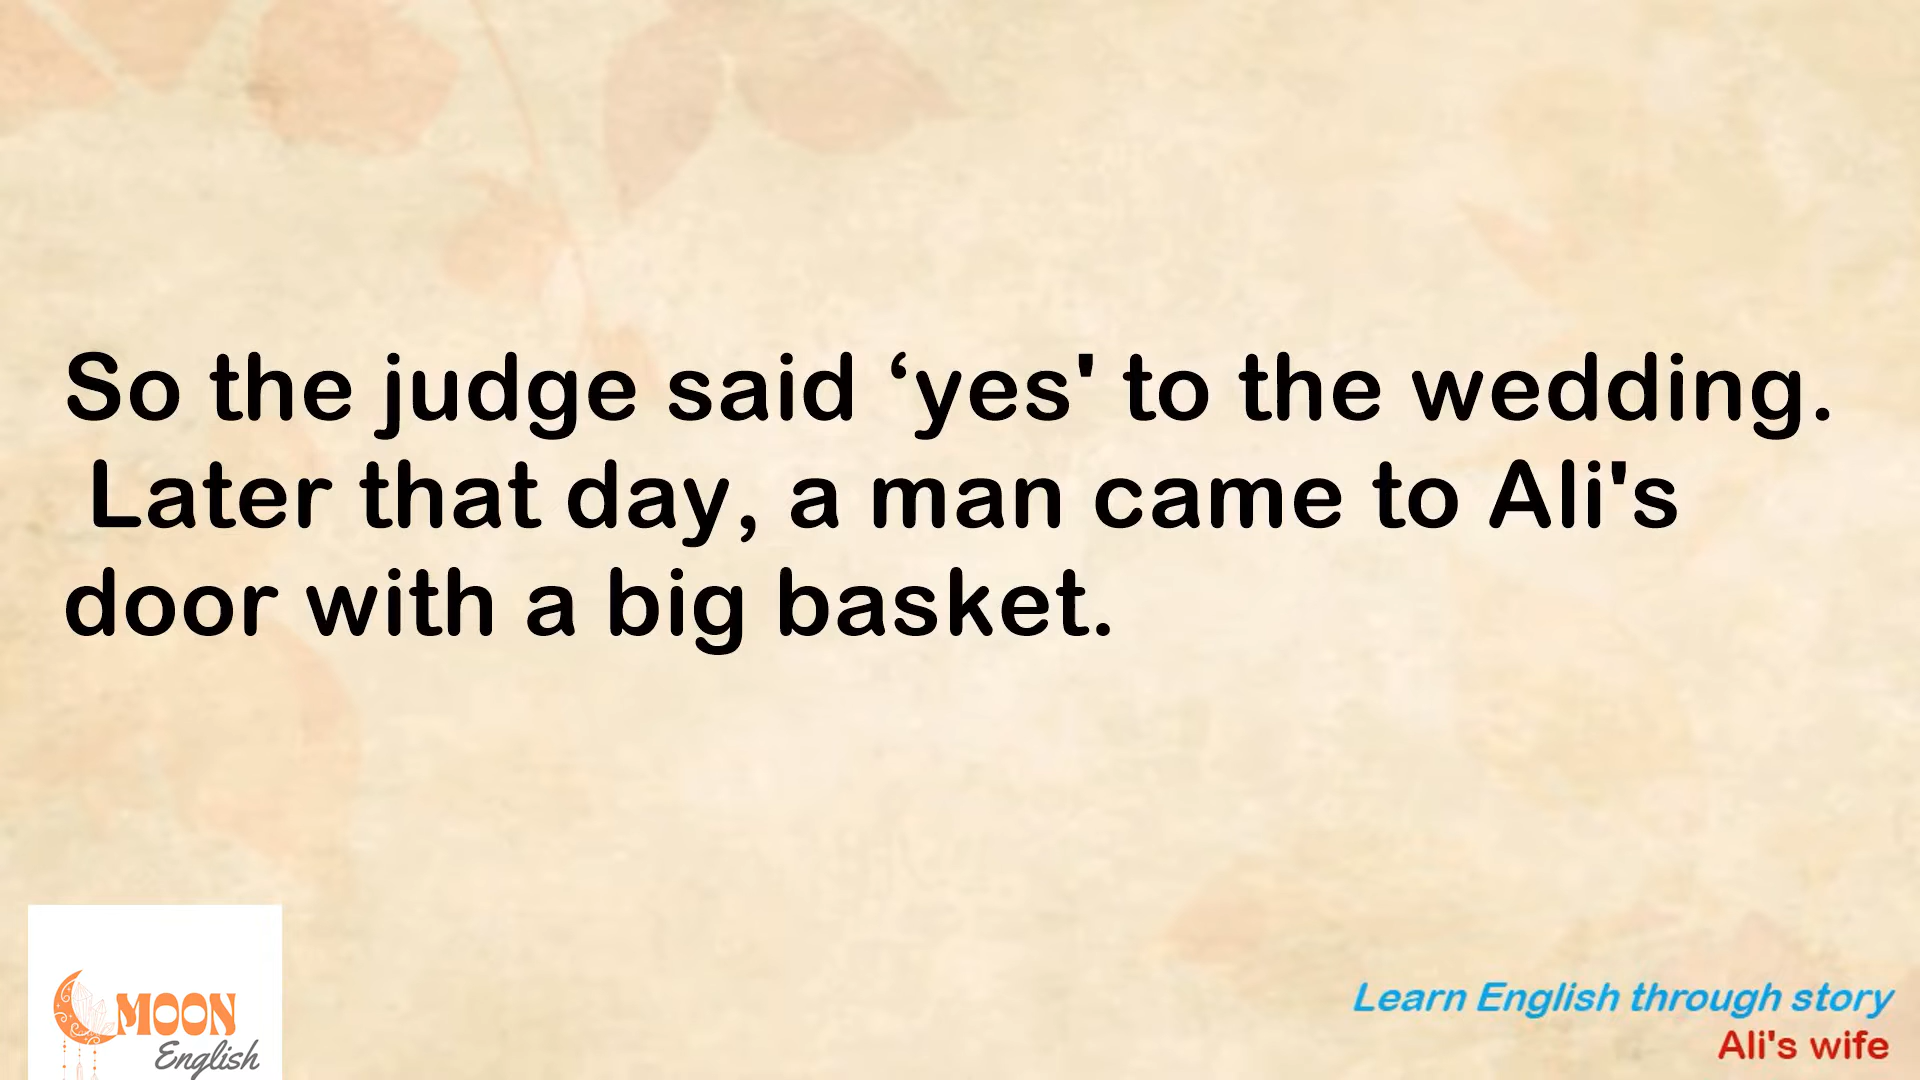 So the judge said ‘yes' to the wedding.
Later that day, a man came to Ali's
door with a big basket.
MOON
English
Learn English through story
Ali's wife